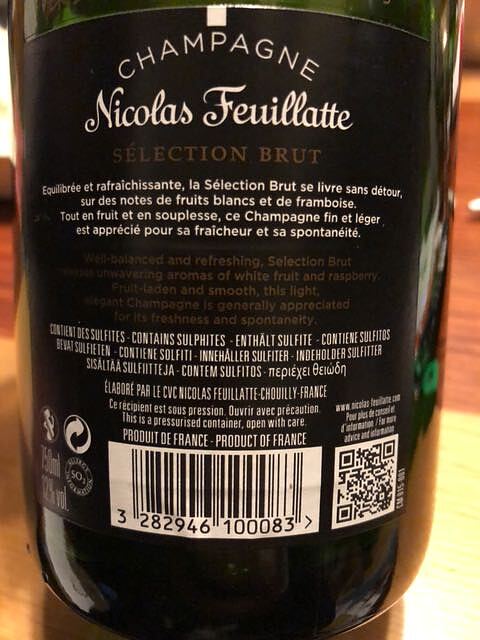 CHAMPAGNE
Nicolas Feuillatte
SÉLECTION BRUT
Equilibrée et rafraîchissante, la Sélection Brut se livre sans détour,
sur des notes de fruits blancs et de framboise.
Tout en fruit et en souplesse, ce Champagne fin et léger
est apprécié pour sa fraîcheur et sa spontanéité.
Well-balanced and refreshing, Selection Brut
releases unwavering aromas of white fruit and raspberry.
Fruit-laden and smooth, this light,
elegant Champagne is generally appreciated
for its freshness and spontaneity.
CONTIENT DES SULFITES - CONTAINS SULPHITES - ENTHÄLT SULFITE - CONTIENE SULFITOS
BEVAT SULFIETEN - CONTIENE SOLFITI - INNEHÅLLER SULFITER - INDEHOLDER SULFITTER
SISÄLTÄÄ SULFIITTEJA - CONTEM SULFITOS - περιέχει θειώδη
ÉLABORÉ PAR LE CVC NICOLAS FEUILLATTE-CHOUILLY-FRANCE
Ce récipient est sous pression. Ouvrir avec précaution.
This is a pressurised container, open with care.
PRODUIT DE FRANCE - PRODUCT OF FRANCE
www.nicolas-feuillatte.com
Pour plus de conseil et
d'information / For more
advice and information
750ml
12% vol.
SO2
3 282946 100083 >